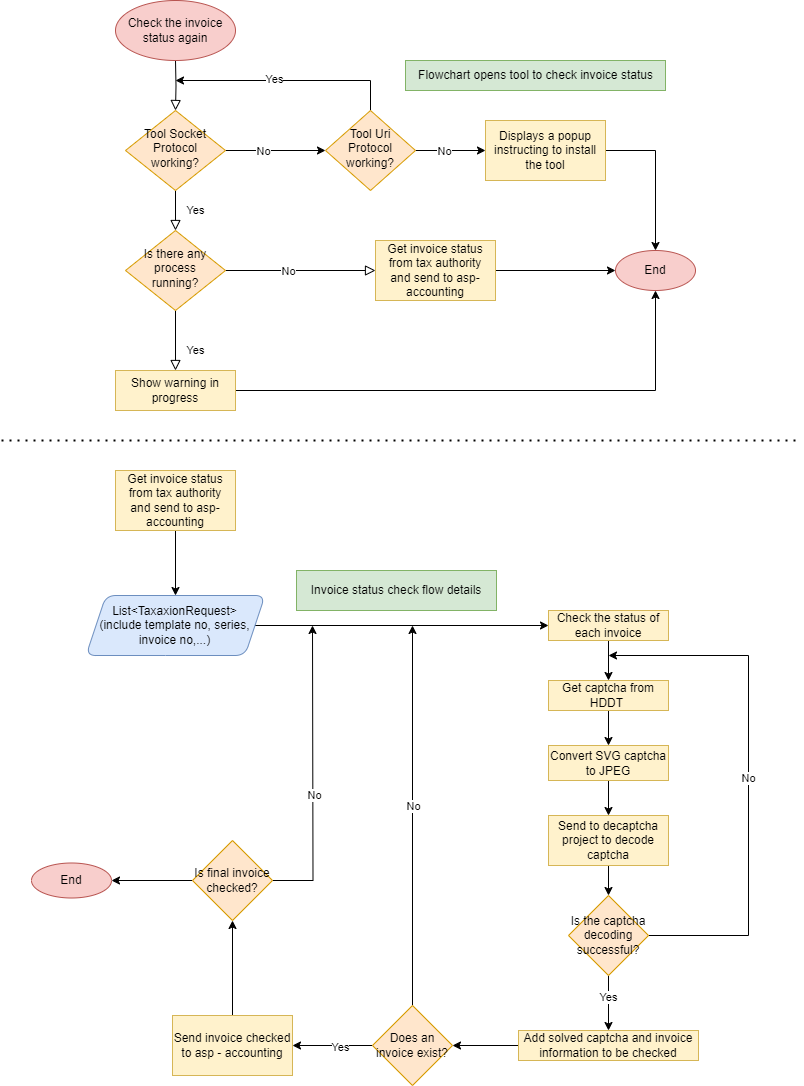 Check the invoice
status again
Yes
Flowchart opens tool to check invoice status
Tool Socket
Protocol
working?
No
Tool Uri
Protocol
working?
No
Displays a popup
instructing to install
the tool
Yes
Is there any
process
running?
No
Get invoice status
from tax authority
and send to asp-
accounting
End
Yes
Show warning in
progress
Get invoice status
from tax authority
and send to asp-
accounting
Invoice status check flow details
List<TaxaxionRequest>
(include template no, series,
invoice no,...)
Check the status of
each invoice
Get captcha from
HDDT
Convert SVG captcha
to JPEG
No
No
No
Send to decaptcha
project to decode
captcha
End
Is final invoice
checked?
Is the captcha
decoding
successful?
Yes
Send invoice checked
to asp - accounting
Yes
Does an
invoice exist?
Add solved captcha and invoice
information to be checked